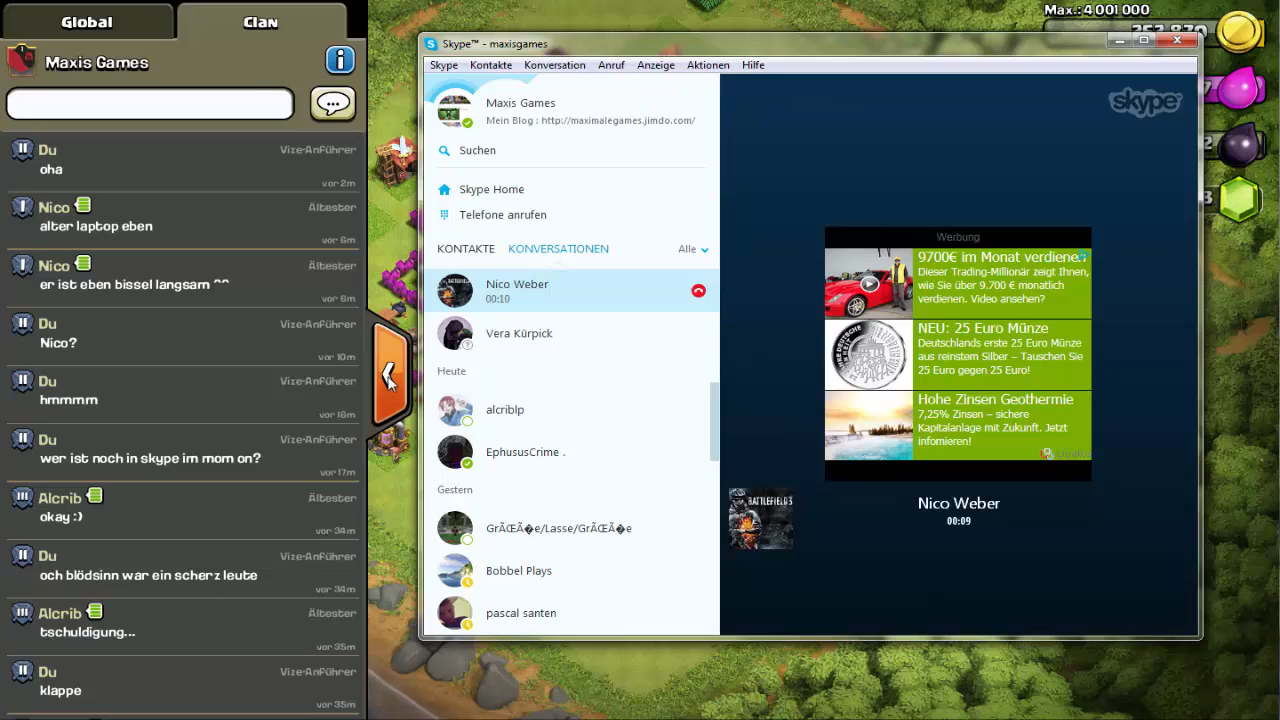 Global
Clan
Maxis Games
Du
Vize-Anführer
oha
vor 2m
Nico
Ältester
alter laptop eben
vor 6m
Nico
Ältester
er ist eben bissel langsam ^^
vor 6m
Du
Vize-Anführer
Nico?
vor 10m
Du
Vize-Anführer
hmmmm
vor 16m
Du
Vize-Anführer
wer ist noch in skype im mom on?
vor 17m
Alcrib
Ältester
okay :)
vor 34m
Du
Vize-Anführer
och blödsinn war ein scherz leute
vor 34m
Alcrib
Ältester
tschuldigung...
vor 35m
Du
Vize-Anführer
klappe
vor 35m
Max.: 4 001 000
Skype™ - maxisgames
Skype Kontakte Konversation Anruf Anzeige Aktionen Hilfe
Maxis Games
Mein Blog : http://maximalegames.jimdo.com/
Suchen
Skype Home
Telefone anrufen
KONTAKTE KONVERSATIONEN Alle
Nico Weber
00:10
Vera Kürpick
Heute
alcriblp
EphususCrime .
Gestern
GrÃŒÃ�e/Lasse/GrÃŒÃ�e
Bobbel Plays
pascal santen
skype
Werbung
9700€ im Monat verdienen
Dieser Trading-Millionär zeigt Ihnen,
wie Sie über 9.700 € monatlich
verdienen. Video ansehen?
NEU: 25 Euro Münze
Deutschlands erste 25 Euro Münze
aus reinstem Silber – Tauschen Sie
25 Euro gegen 25 Euro!
Hohe Zinsen Geothermie
7,25% Zinsen – sichere
Kapitalanlage mit Zukunft. Jetzt
infomieren!
BATTLEFIELD 3
Nico Weber
00:09